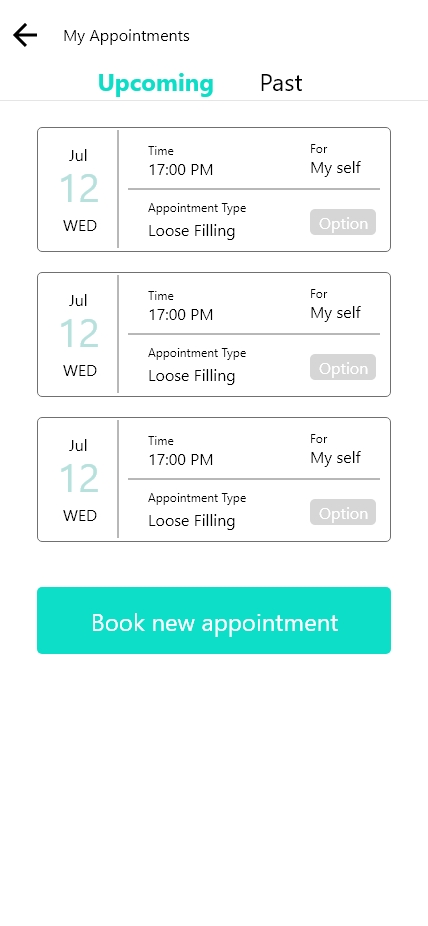 My Appointments
Upcoming Past
Jul
12
WED
Time
17:00 PM
For
My self
Appointment Type
Loose Filling
Option
Jul
12
WED
Time
17:00 PM
For
My self
Appointment Type
Loose Filling
Option
Jul
12
WED
Time
17:00 PM
For
My self
Appointment Type
Loose Filling
Option
Book new appointment